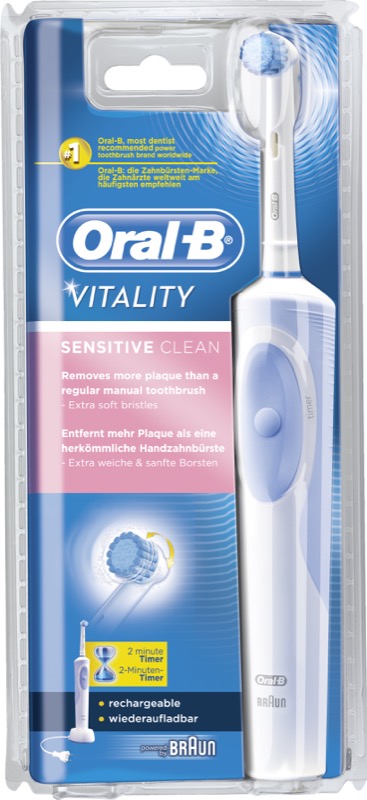 #1
Oral-B, most dentist
recommended power
toothbrush brand worldwide
Oral-B: die Zahnbürsten-Marke,
die Zahnärzte weltweit am
häufigsten empfehlen
Oral-B®
VITALITY
SENSITIVE CLEAN
Removes more plaque than a
regular manual toothbrush
- Extra soft bristles
Entfernt mehr Plaque als eine
herkömmliche Handzahnbürste
- Extra weiche & sanfte Borsten
timer
2 minute
Timer
2-Minuten-
Timer
• rechargeable
• wiederaufladbar
powered by BRAUN
Oral-B
BRAUN
Oral-B